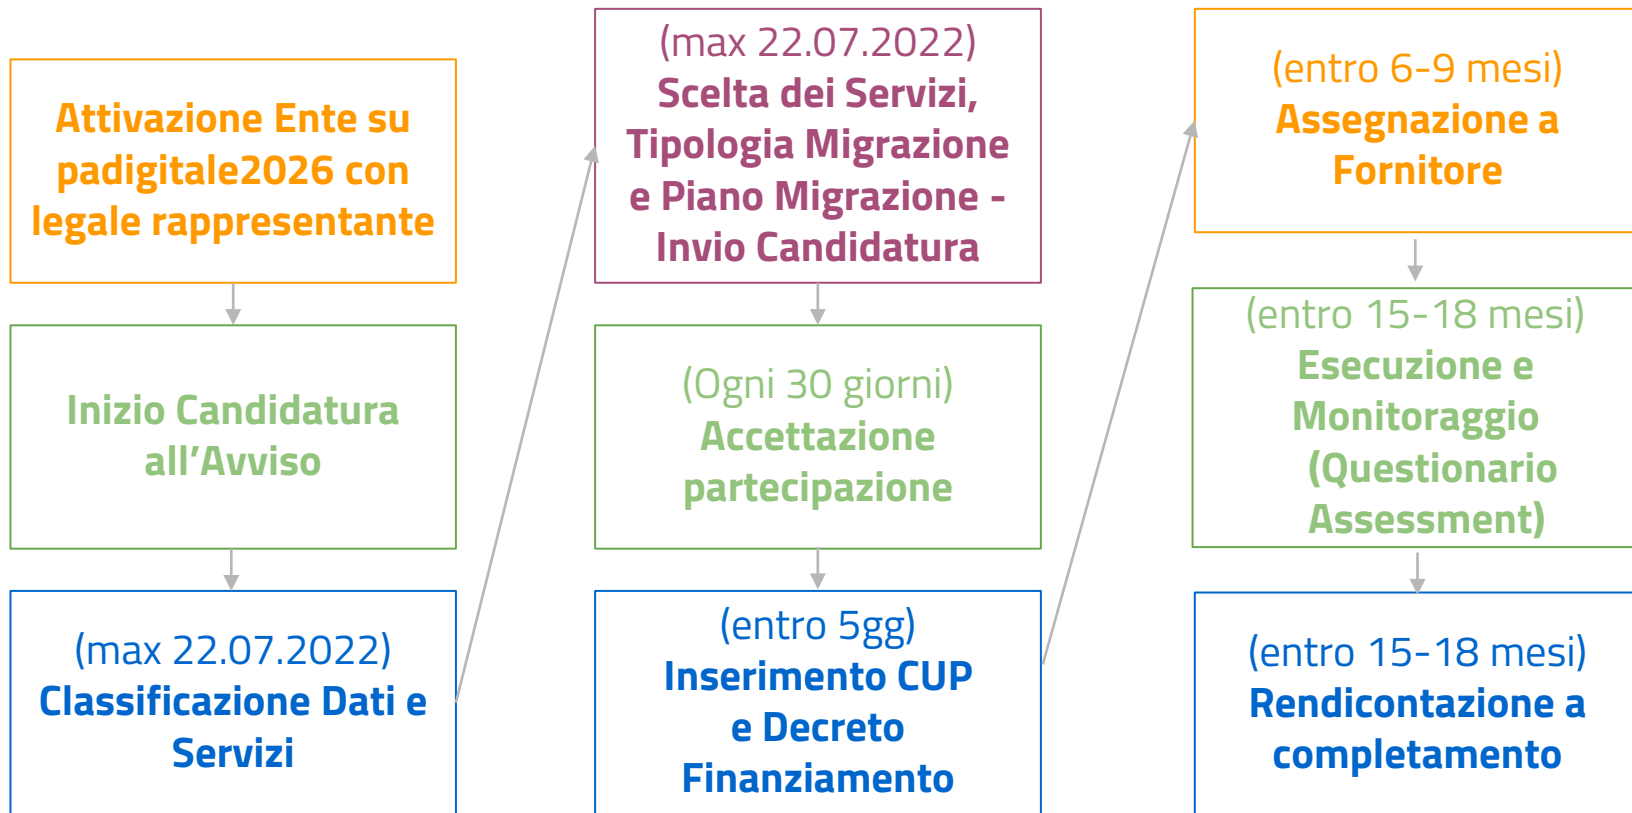 Attivazione Ente su
padigitale2026 con
legale rappresentante
Inizio Candidatura
all’Avviso
(max 22.07.2022)
Classificazione Dati e
Servizi
(max 22.07.2022)
Scelta dei Servizi,
Tipologia Migrazione
e Piano Migrazione -
Invio Candidatura
(Ogni 30 giorni)
Accettazione
partecipazione
(entro 5gg)
Inserimento CUP
e Decreto
Finanziamento
(entro 6-9 mesi)
Assegnazione a
Fornitore
(entro 15-18 mesi)
Esecuzione e
Monitoraggio
(Questionario
Assessment)
(entro 15-18 mesi)
Rendicontazione a
completamento